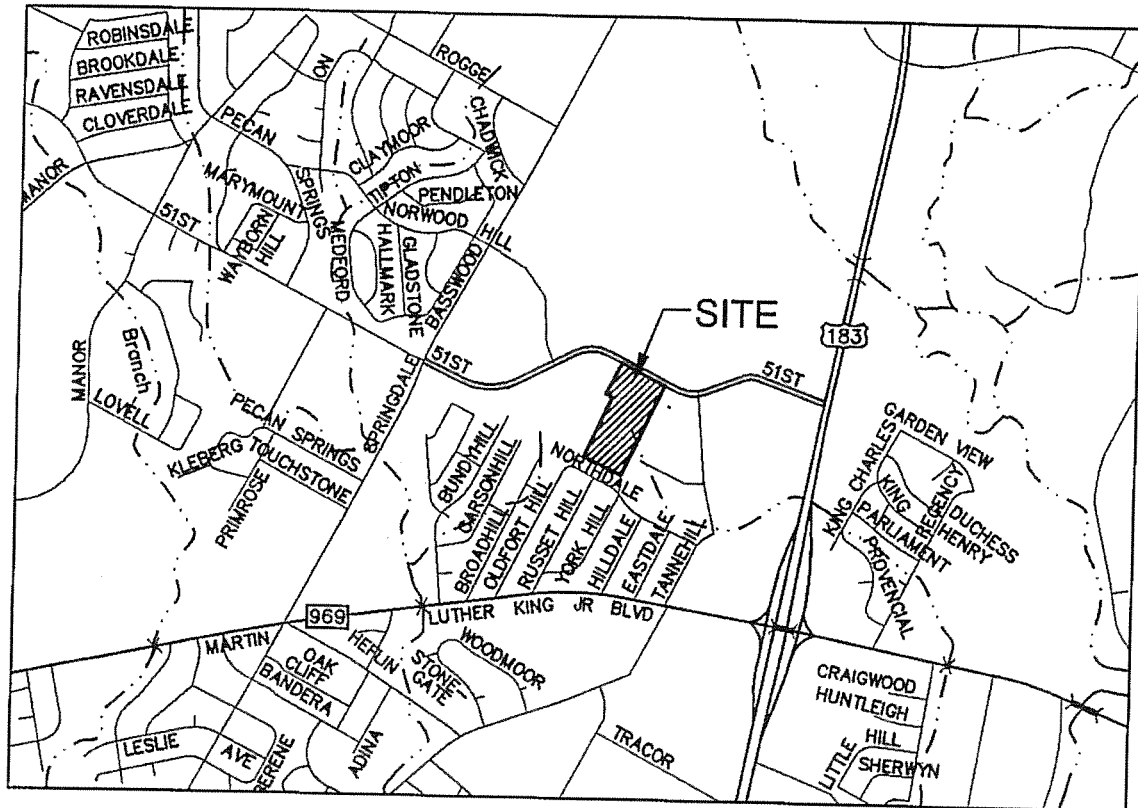 ROBINSDALE
BROOKDALE
RAVENSDALE
CLOVERDALE
MANOR
PECAN
SPRINGS
ON
ROGGE
CHADWICK
CLAYMOOR
TIPTON
PENDLETON
NORWOOD
HILL
MARYMOUNT
51ST
WAYBORN
HILL
MEDFORD
HALLMARK
GLADSTONE
BASSWOOD
SITE
183
51ST
51ST
SPRINGDALE
MANOR
Branch
LOVELL
PECAN SPRINGS
KLEBERG
TOUCHSTONE
PRIMROSE
BUNDYHILL
CARSONHILL
NORTHDALE
BROADHILL
OLDFORT HILL
RUSSET HILL
YORK HILL
HILLDALE
EASTDALE
TANNEHILL
GARDEN VIEW
KING CHARLES
REGENCY
KING
HENRY
DUCHESS
PARLIAMENT
PROVENCIAL
969
MARTIN
LUTHER KING JR BLVD
HEFLIN
OAK
CLIFF
BANDERA
STONE-
GATE
WOODMOOR
LESLIE
AVE
ADINA
TRACOR
CRAIGWOOD
HUNTLEIGH
HILL
LITTLE
SHERWYN